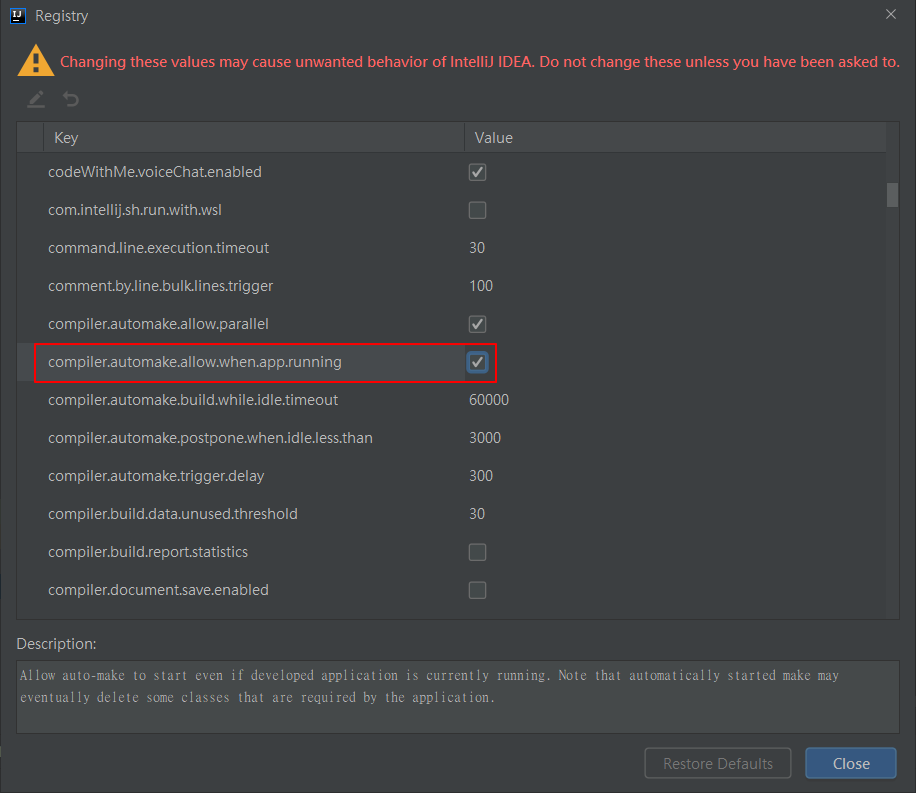 Registry
Changing these values may cause unwanted behavior of IntelliJ IDEA. Do not change these unless you have been asked to.
Key Value
codeWithMe.voiceChat.enabled
com.intellij.sh.run.with.wsl
command.line.execution.timeout 30
comment.by.line.bulk.lines.trigger 100
compiler.automake.allow.parallel
compiler.automake.allow.when.app.running
compiler.automake.build.while.idle.timeout 60000
compiler.automake.postpone.when.idle.less.than 3000
compiler.automake.trigger.delay 300
compiler.build.data.unused.threshold 30
compiler.build.report.statistics
compiler.document.save.enabled
Description:
Allow auto-make to start even if developed application is currently running. Note that automatically started make may
eventually delete some classes that are required by the application.
Restore Defaults Close